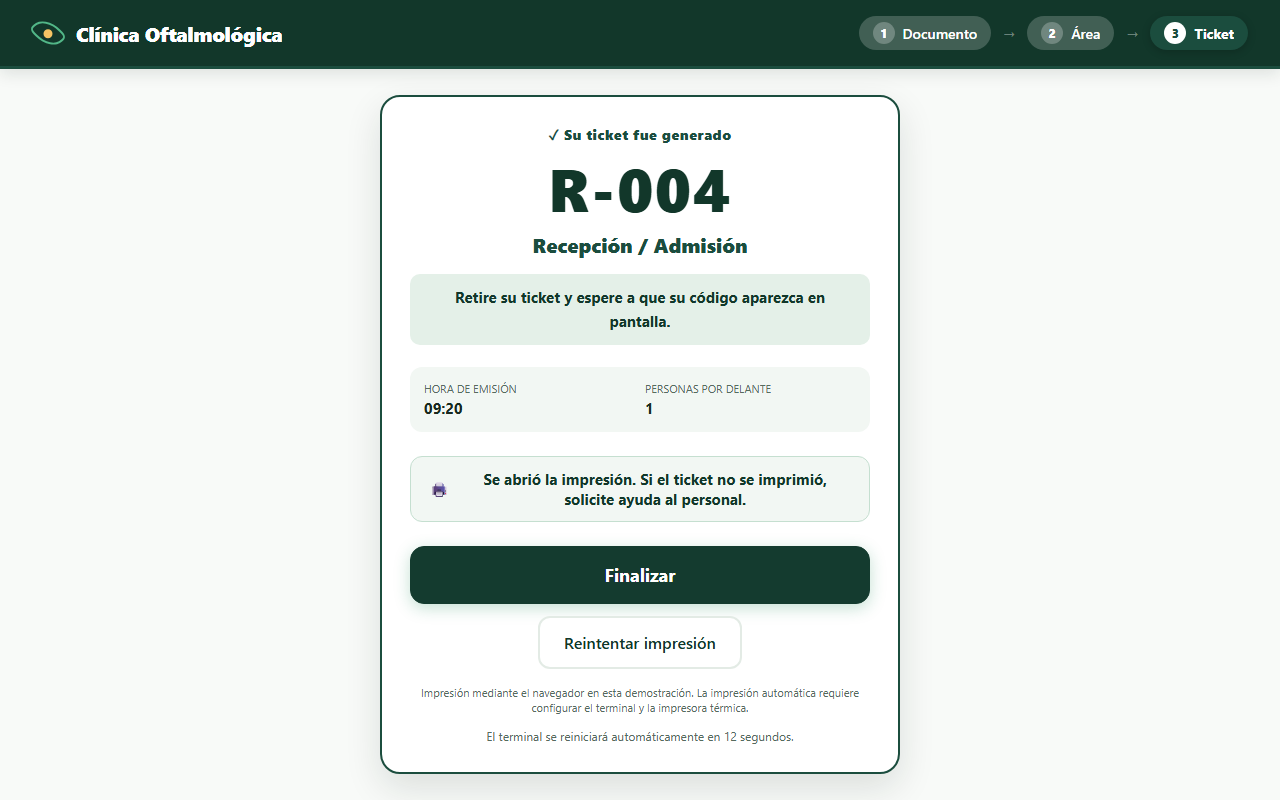 Clínica Oftalmológica
1 Documento → 2 Área → 3 Ticket
✓ Su ticket fue generado
R-004
Recepción / Admisión
Retire su ticket y espere a que su código aparezca en
pantalla.
HORA DE EMISIÓN
09:20
PERSONAS POR DELANTE
1
Se abrió la impresión. Si el ticket no se imprimió,
solicite ayuda al personal.
Finalizar
Reintentar impresión
Impresión mediante el navegador en esta demostración. La impresión automática requiere
configurar el terminal y la impresora térmica.
El terminal se reiniciará automáticamente en 12 segundos.